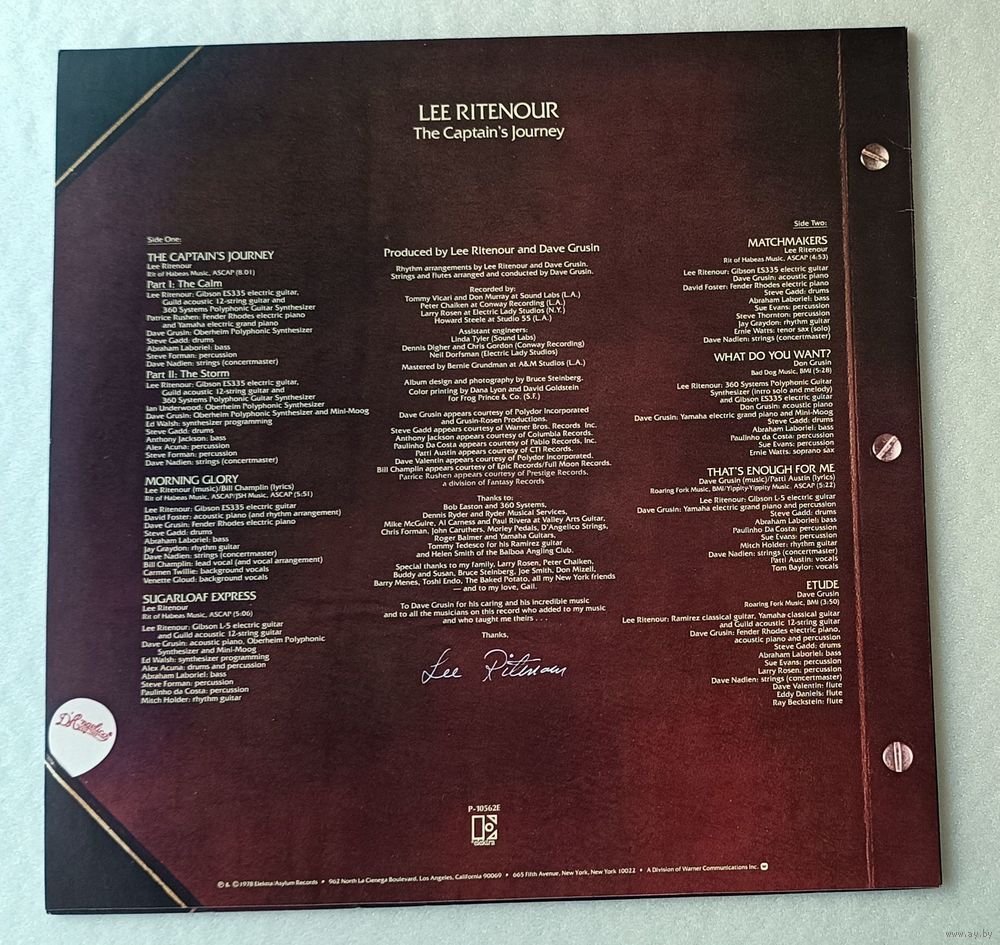 LEE RITENOUR
The Captain's Journey
Side One:
THE CAPTAIN'S JOURNEY
Lee Ritenour
Rit of Habeas Music, ASCAP (8:01)
Part I: The Calm
Lee Ritenour: Gibson ES335 electric guitar,
Guild acoustic 12-string guitar and
360 Systems Polyphonic Guitar Synthesizer
Patrice Rushen: Fender Rhodes electric piano
and Yamaha electric grand piano
Dave Grusin: Oberheim Polyphonic Synthesizer
Steve Gadd: drums
Abraham Laboriel: bass
Steve Forman: percussion
Dave Nadien: strings (concertmaster)
Part II: The Storm
Lee Ritenour: Gibson ES335 electric guitar,
Guild acoustic 12-string guitar and
360 Systems Polyphonic Guitar Synthesizer
Ian Underwood: Oberheim Polyphonic Synthesizer
Dave Grusin: Oberheim Polyphonic Synthesizer and Mini-Moog
Ed Walsh: synthesizer programming
Steve Gadd: drums
Anthony Jackson: bass
Alex Acuna: percussion
Steve Forman: percussion
Dave Nadien: strings (concertmaster)
MORNING GLORY
Lee Ritenour (music)/Bill Champlin (lyrics)
Rit of Habeas Music, ASCAP/JSH Music, ASCAP (5:51)
Lee Ritenour: Gibson ES335 electric guitar
David Foster: acoustic piano (and rhythm arrangement)
Dave Grusin: Fender Rhodes electric piano
Steve Gadd: drums
Abraham Laboriel: bass
Jay Graydon: rhythm guitar
Dave Nadien: strings (concertmaster)
Bill Champlin: lead vocal (and vocal arrangement)
Carmen Twillie: background vocals
Venette Gloud: background vocals
SUGARLOAF EXPRESS
Lee Ritenour
Rit of Habeas Music, ASCAP (5:06)
Lee Ritenour: Gibson L-5 electric guitar
and Guild acoustic 12-string guitar
Dave Grusin: acoustic piano, Oberheim Polyphonic
Synthesizer and Mini-Moog
Ed Walsh: synthesizer programming
Alex Acuna: drums and percussion
Abraham Laboriel: bass
Steve Forman: percussion
Paulinho da Costa: percussion
Mitch Holder: rhythm guitar
Produced by Lee Ritenour and Dave Grusin
Rhythm arrangements by Lee Ritenour and Dave Grusin.
Strings and flutes arranged and conducted by Dave Grusin.
Recorded by:
Tommy Vicari and Don Murray at Sound Labs (L.A.)
Peter Chaiken at Conway Recording (L.A.)
Larry Rosen at Electric Lady Studios (N.Y.)
Howard Steele at Studio 55 (L.A.)
Assistant engineers:
Linda Tyler (Sound Labs)
Dennis Digher and Chris Gordon (Conway Recording)
Neil Dorfsman (Electric Lady Studios)
Mastered by Bernie Grundman at A&M Studios (L.A.)
Album design and photography by Bruce Steinberg.
Color printing by Dana Lyon and David Goldstein
for Frog Prince & Co. (S.F.)
Dave Grusin appears courtesy of Polydor Incorporated
and Grusin-Rosen Productions.
Steve Gadd appears courtesy of Warner Bros. Records Inc.
Anthony Jackson appears courtesy of Columbia Records.
Paulinho Da Costa appears courtesy of Pablo Records, Inc.
Patti Austin appears courtesy of CTI Records.
Dave Valentin appears courtesy of Polydor Incorporated.
Bill Champlin appears courtesy of Epic Records/Full Moon Records.
Patrice Rushen appears courtesy of Prestige Records,
a division of Fantasy Records
Thanks to:
Bob Easton and 360 Systems,
Dennis Ryder and Ryder Musical Services,
Mike McGuire, Al Carness and Paul Rivera at Valley Arts Guitar,
Chris Forman, John Caruthers, Morley Pedals, D'Angelico Strings,
Roger Balmer and Yamaha Guitars,
Tommy Tedesco for his Ramirez guitar
and Helen Smith of the Balboa Angling Club.
Special thanks to my family, Larry Rosen, Peter Chaiken,
Buddy and Susan, Bruce Steinberg, Joe Smith, Don Mizell,
Barry Menes, Toshi Endo, The Baked Potato, all my New York friends
— and to my love, Gail.
To Dave Grusin for his caring and his incredible music
and to all the musicians on this record who added to my music
and who taught me theirs . . .
Thanks,
Lee Ritenour
Side Two:
MATCHMAKERS
Lee Ritenour
Rit of Habeas Music, ASCAP (4:53)
Lee Ritenour: Gibson ES335 electric guitar
Dave Grusin: acoustic piano
David Foster: Fender Rhodes electric piano
Steve Gadd: drums
Abraham Laboriel: bass
Sue Evans: percussion
Steve Thornton: percussion
Jay Graydon: rhythm guitar
Ernie Watts: tenor sax (solo)
Dave Nadien: strings (concertmaster)
WHAT DO YOU WANT?
Don Grusin
Bad Dog Music, BMI (5:28)
Lee Ritenour: 360 Systems Polyphonic Guitar
Synthesizer (intro solo and melody)
and Gibson ES335 electric guitar
Don Grusin: acoustic piano
Dave Grusin: Yamaha electric grand piano and Mini-Moog
Steve Gadd: drums
Abraham Laboriel: bass
Paulinho da Costa: percussion
Sue Evans: percussion
Ernie Watts: soprano sax
THAT'S ENOUGH FOR ME
Dave Grusin (music)/Patti Austin (lyrics)
Roaring Fork Music, BMI/Yippity-Yippity Music, ASCAP (5:22)
Lee Ritenour: Gibson L-5 electric guitar
Dave Grusin: Yamaha electric grand piano and percussion
Steve Gadd: drums
Abraham Laboriel: bass
Paulinho Da Costa: percussion
Sue Evans: percussion
Mitch Holder: rhythm guitar
Dave Nadien: strings (concertmaster)
Patti Austin: vocals
Tom Baylor: vocals
ETUDE
Dave Grusin
Roaring Fork Music, BMI (3:50)
Lee Ritenour: Ramirez classical guitar, Yamaha classical guitar
and Guild acoustic 12-string guitar
Dave Grusin: Fender Rhodes electric piano,
acoustic piano and percussion
Steve Gadd: drums
Abraham Laboriel: bass
Sue Evans: percussion
Larry Rosen: percussion
Dave Nadien: strings (concertmaster)
Dave Valentin: flute
Eddy Daniels: flute
Ray Beckstein: flute
D'Angelico
P-10562E
elektra
℗ & © 1978 Elektra/Asylum Records • 962 North La Cienega Boulevard, Los Angeles, California 90069 • 665 Fifth Avenue, New York, New York 10022 • A Division of Warner Communications Inc.
www.ay.by